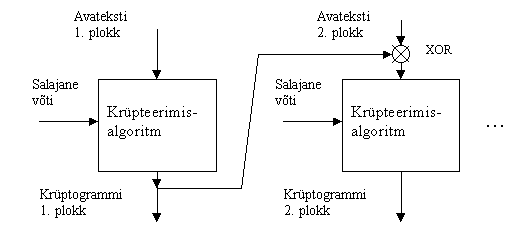 Avateksti
1. plokk
Salajane
võti
Krüpteerimis-
algoritm
Krüptogrammi
1. plokk
Avateksti
2. plokk
XOR
Salajane
võti
Krüpteerimis-
algoritm
...
Krüptogrammi
2. plokk